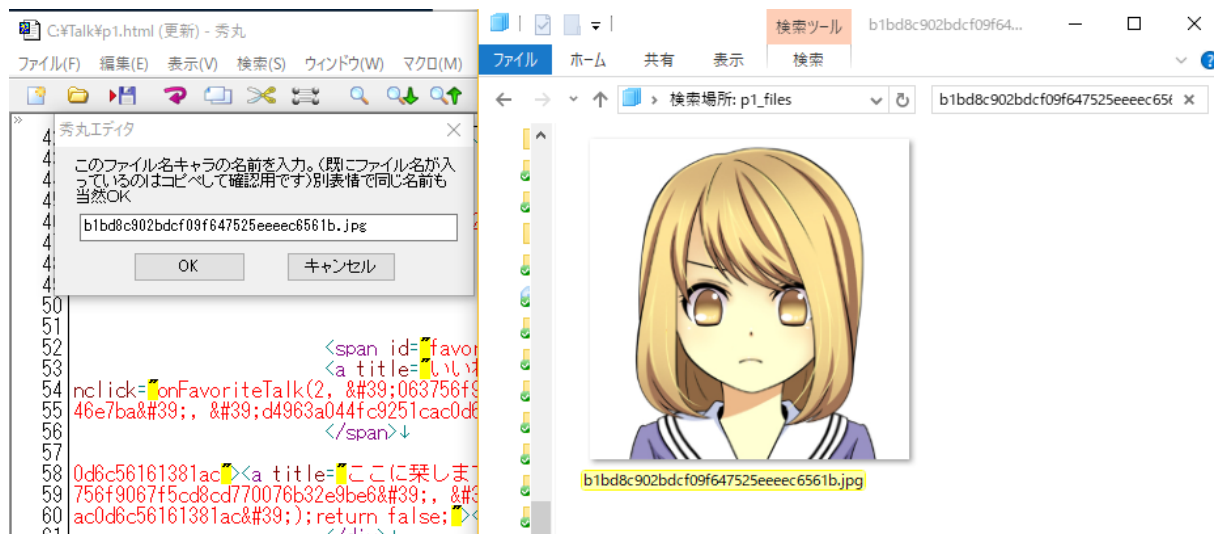 C:¥Talk¥p1.html (更新) - 秀丸
ファイル(F) 編集(E) 表示(V) 検索(S) ウィンドウ(W) マクロ(M)
秀丸エディタ
このファイル名キャラの名前を入力。(既にファイル名が入
っているのはコピペして確認用です)別表情で同じ名前も
当然OK
b1bd8c902bdcf09f647525eeeec6561b.jpg
OK キャンセル
50
51
52 <span id="favor
53 <a title="いい
54 nclick="onFavoriteTalk(2, &#39;063756f9
55 46e7ba&#39;, &#39;d4963a044fc9251cac0d6
56 </span>↓
57
58 0d6c56161381ac"><a title="ここに栞しま
59 756f9067f5cd8cd770076b32e9be6&#39;, &#3
60 ac0d6c56161381ac&#39;);return false;"><
検索ツール b1bd8c902bdcf09f64...
ファイル ホーム 共有 表示 検索
検索場所: p1_files
b1bd8c902bdcf09f647525eeeec656
b1bd8c902bdcf09f647525eeeec6561b.jpg